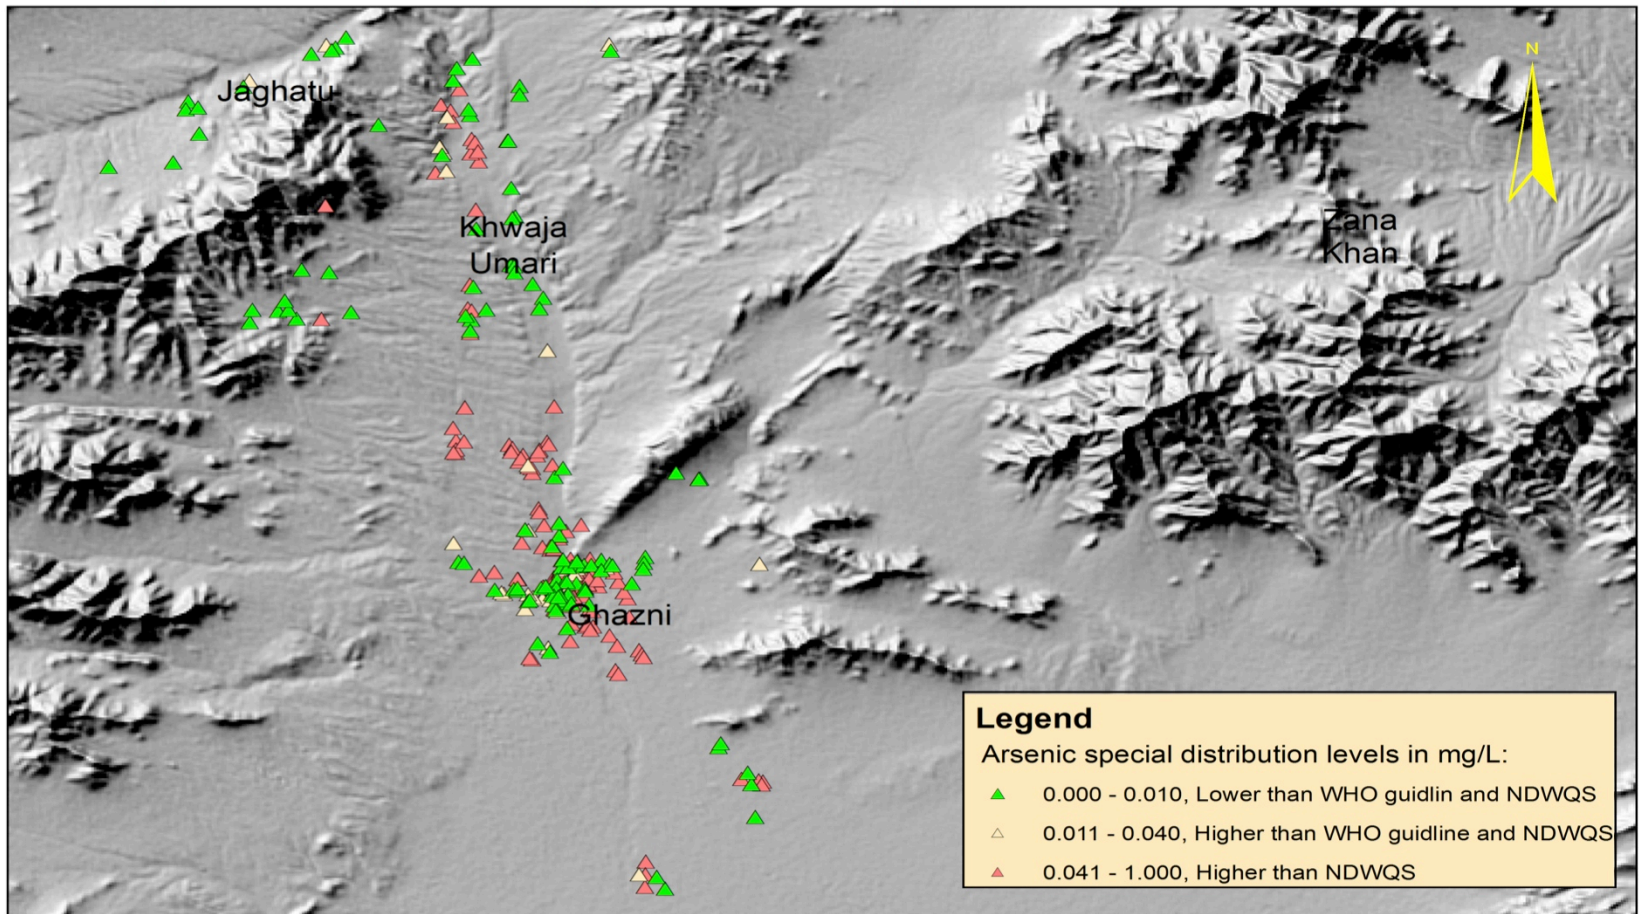 N
Jaghatu
Khwaja
Umari
Zana
Khan
Ghazni
Legend
Arsenic special distribution levels in mg/L:
0.000 - 0.010, Lower than WHO guidlin and NDWQS
0.011 - 0.040, Higher than WHO guidline and NDWQS
0.041 - 1.000, Higher than NDWQS